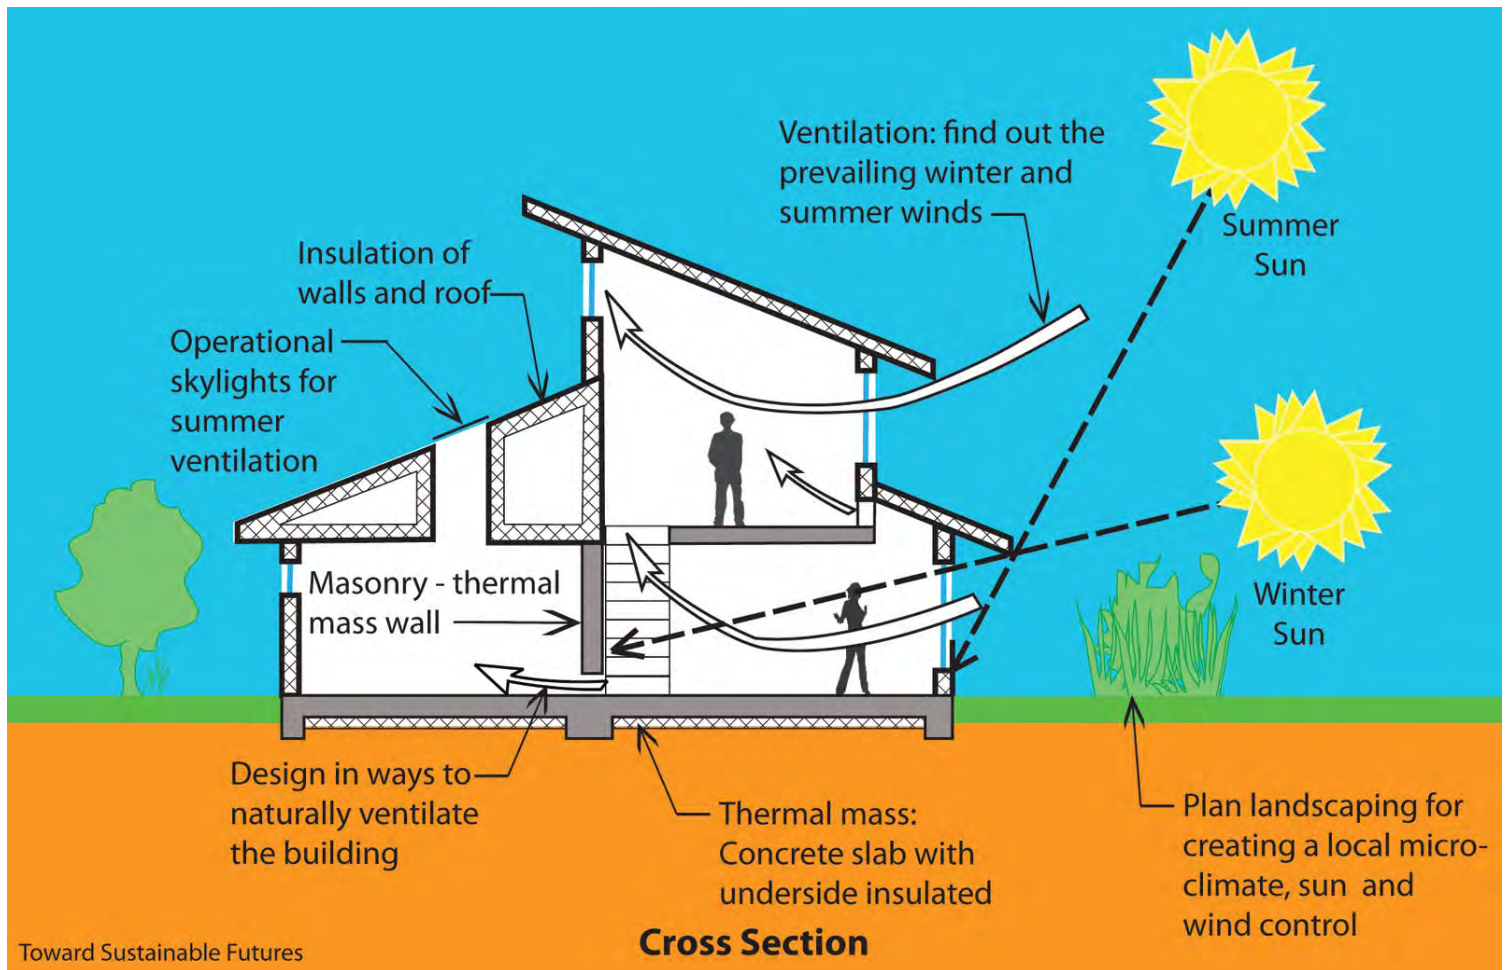 Ventilation: find out the
prevailing winter and
summer winds
Summer
Sun
Insulation of
walls and roof
Operational
skylights for
summer
ventilation
Masonry - thermal
mass wall
Winter
Sun
Design in ways to
naturally ventilate
the building
Thermal mass:
Concrete slab with
underside insulated
Plan landscaping for
creating a local micro-
climate, sun and
wind control
Cross Section
Toward Sustainable Futures